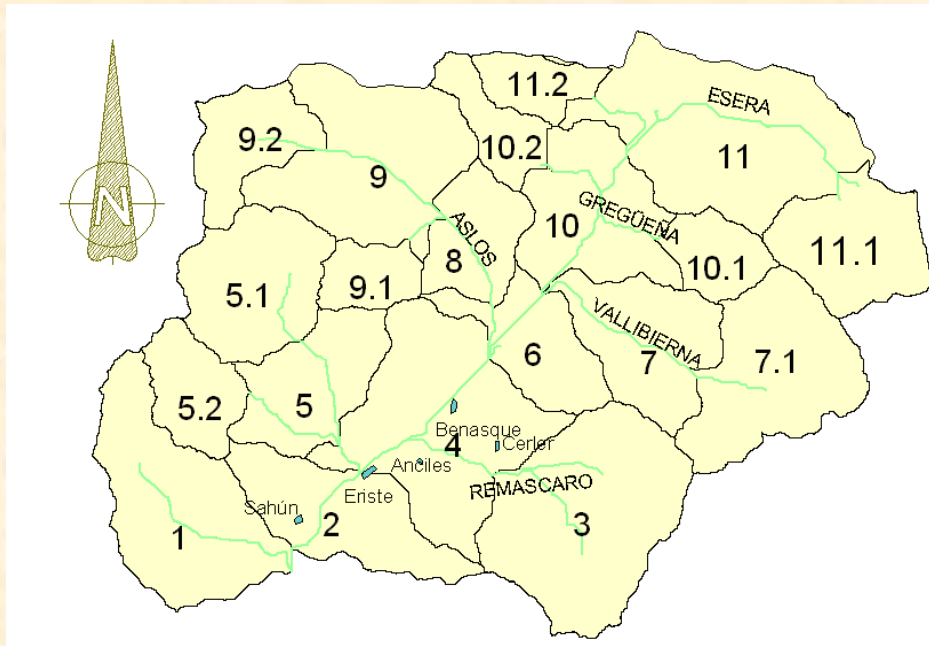 11.2
ESERA
9.2
10.2
11
9
GREGÜEÑA
N
ASLOS
10
8
11.1
10.1
5.1
9.1
VALLIBIERNA
6
7
7.1
5.2
5
Benasque
4
Cerler
Anciles
REMASCARO
Eriste
Sahún
2
3
1